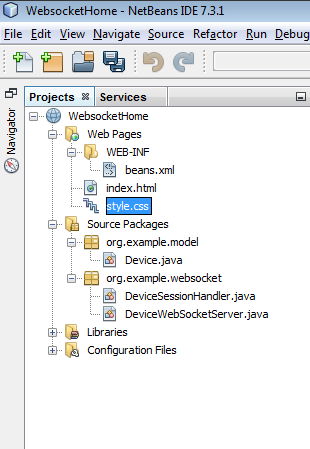 WebsocketHome - NetBeans IDE 7.3.1
File Edit View Navigate Source Refactor Run Debug
Projects Services
Navigator
WebsocketHome
Web Pages
WEB-INF
beans.xml
index.html
style.css
Source Packages
org.example.model
Device.java
org.example.websocket
DeviceSessionHandler.java
DeviceWebSocketServer.java
Libraries
Configuration Files